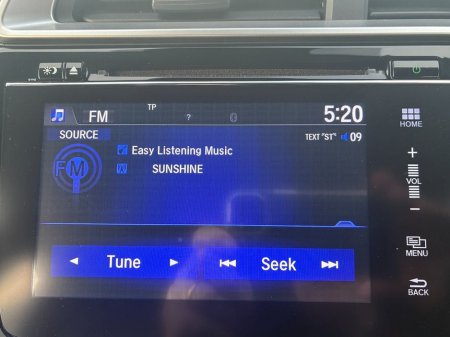 TP
FM
?
5:20
SOURCE
TEXT "ST" 09
Easy Listening Music
FM
SUNSHINE
Tune
Seek
HOME
+
VOL
−
MENU
BACK